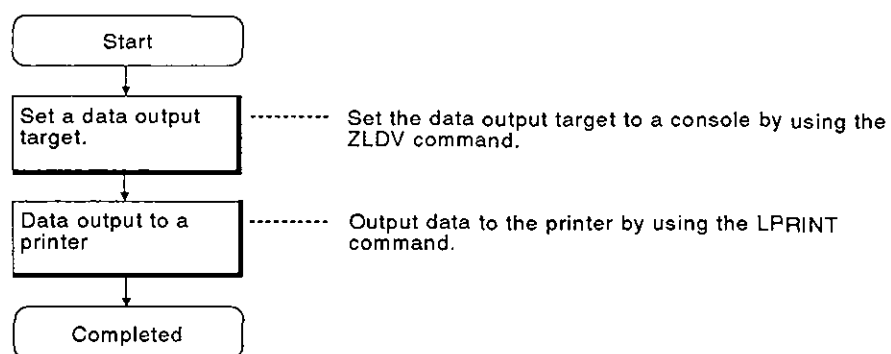 Start
Set a data output
target.
Set the data output target to a console by using the
ZLDV command.
Data output to a
printer
Output data to the printer by using the LPRINT
command.
Completed